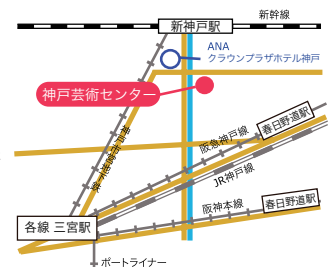 新神戸駅
新幹線
ANA
クラウンプラザホテル神戸
神戸芸術センター
神戸市営地下鉄
阪急神戸線
春日野道駅
JR神戸線
阪神本線
春日野道駅
各線 三宮駅
ポートライナー